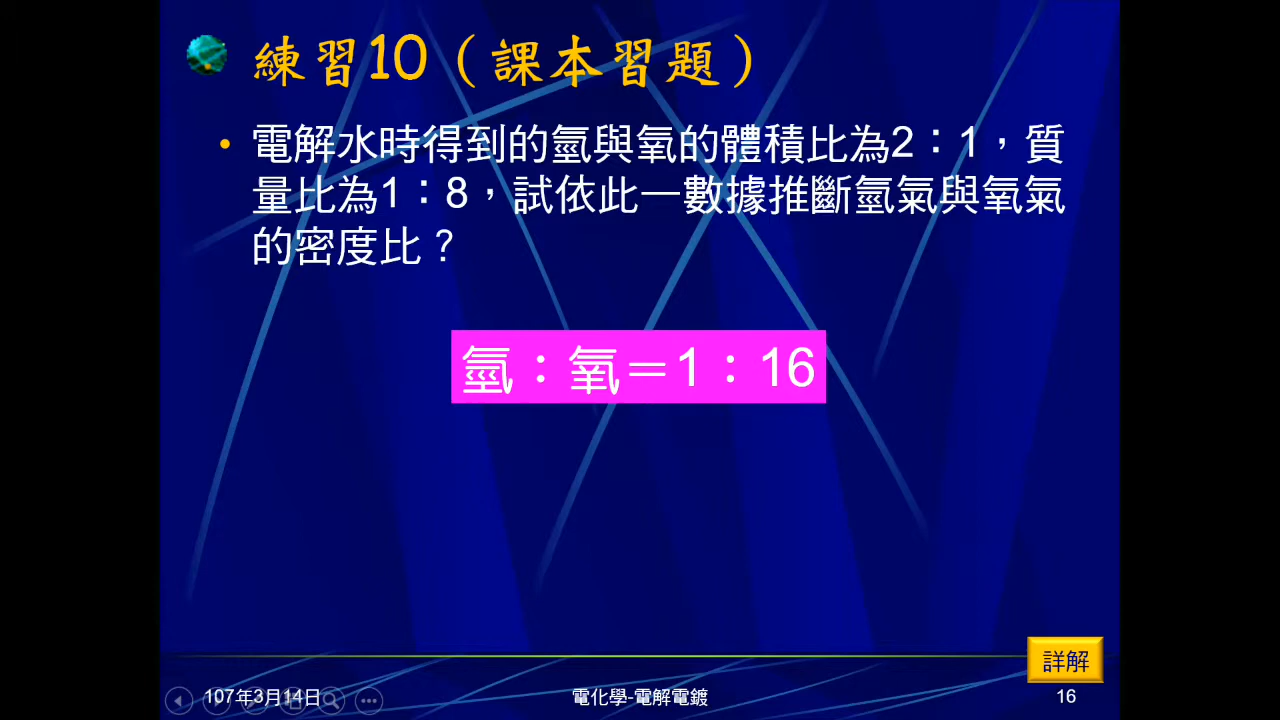 練習10（課本習題）
• 電解水時得到的氫與氧的體積比為2：1，質
量比為1：8，試依此一數據推斷氫氣與氧氣
的密度比？
氫：氧＝1：16
詳解
107年3月14日
電化學-電解電鍍
16